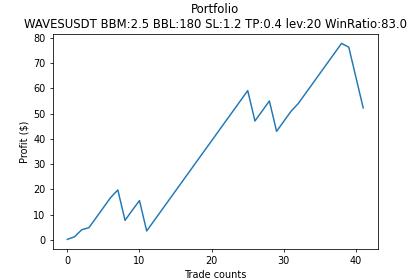 Portfolio
WAVESUSDT BBM:2.5 BBL:180 SL:1.2 TP:0.4 lev:20 WinRatio:83.0
80
70
60
50
40
30
20
10
0
Profit ($)
0 10 20 30 40
Trade counts